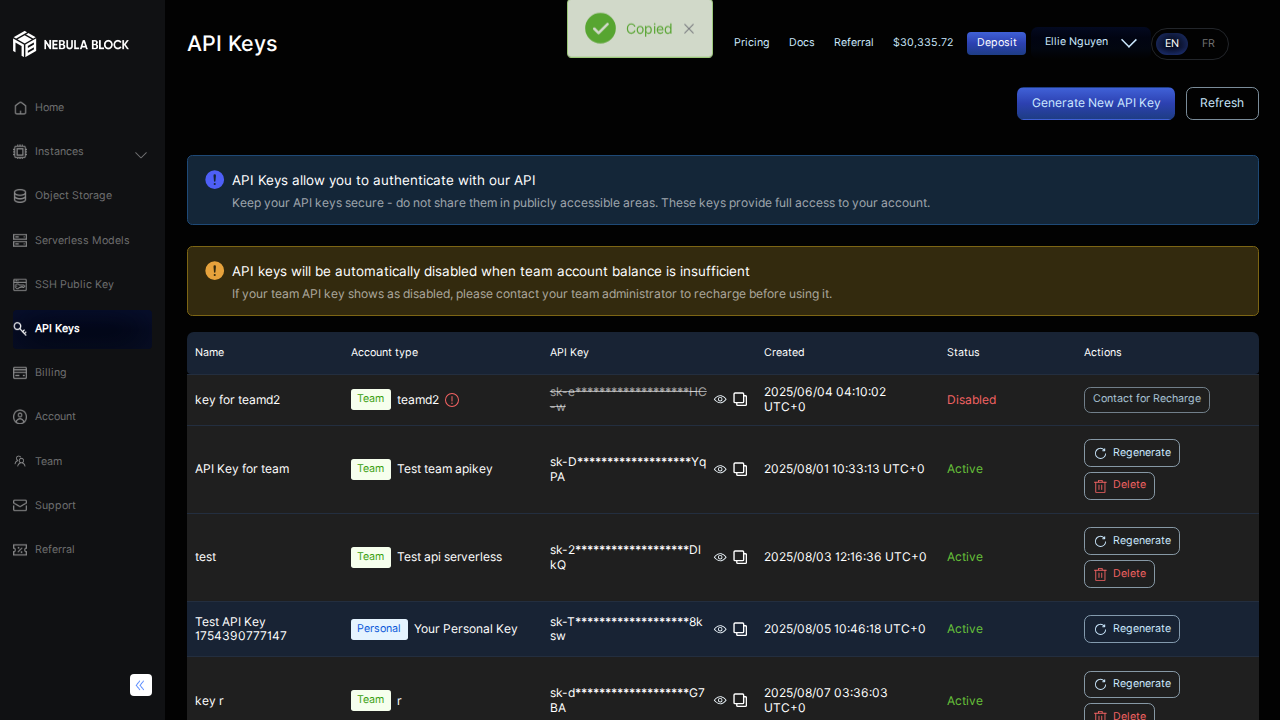 NEBULA BLOCK
Home
Instances
Object Storage
Serverless Models
SSH Public Key
API Keys
Billing
Account
Team
Support
Referral
API Keys
Copied
Pricing
Docs
Referral
$30,335.72
Deposit
Ellie Nguyen
EN
FR
Generate New API Key
Refresh
API Keys allow you to authenticate with our API
Keep your API keys secure - do not share them in publicly accessible areas. These keys provide full access to your account.
API keys will be automatically disabled when team account balance is insufficient
If your team API key shows as disabled, please contact your team administrator to recharge before using it.
Name Account type API Key Created Status Actions
key for teamd2
Team teamd2
sk-e*******************HC
-w
2025/06/04 04:10:02
UTC+0
Disabled
Contact for Recharge
API Key for team
Team Test team apikey
sk-D*******************Yq
PA
2025/08/01 10:33:13 UTC+0
Active
Regenerate
Delete
test
Team Test api serverless
sk-2*******************DI
kQ
2025/08/03 12:16:36 UTC+0
Active
Regenerate
Delete
Test API Key
1754390777147
Personal Your Personal Key
sk-T*******************8k
sw
2025/08/05 10:46:18 UTC+0
Active
Regenerate
key r
Team r
sk-d*******************G7
BA
2025/08/07 03:36:03
UTC+0
Active
Regenerate
Delete